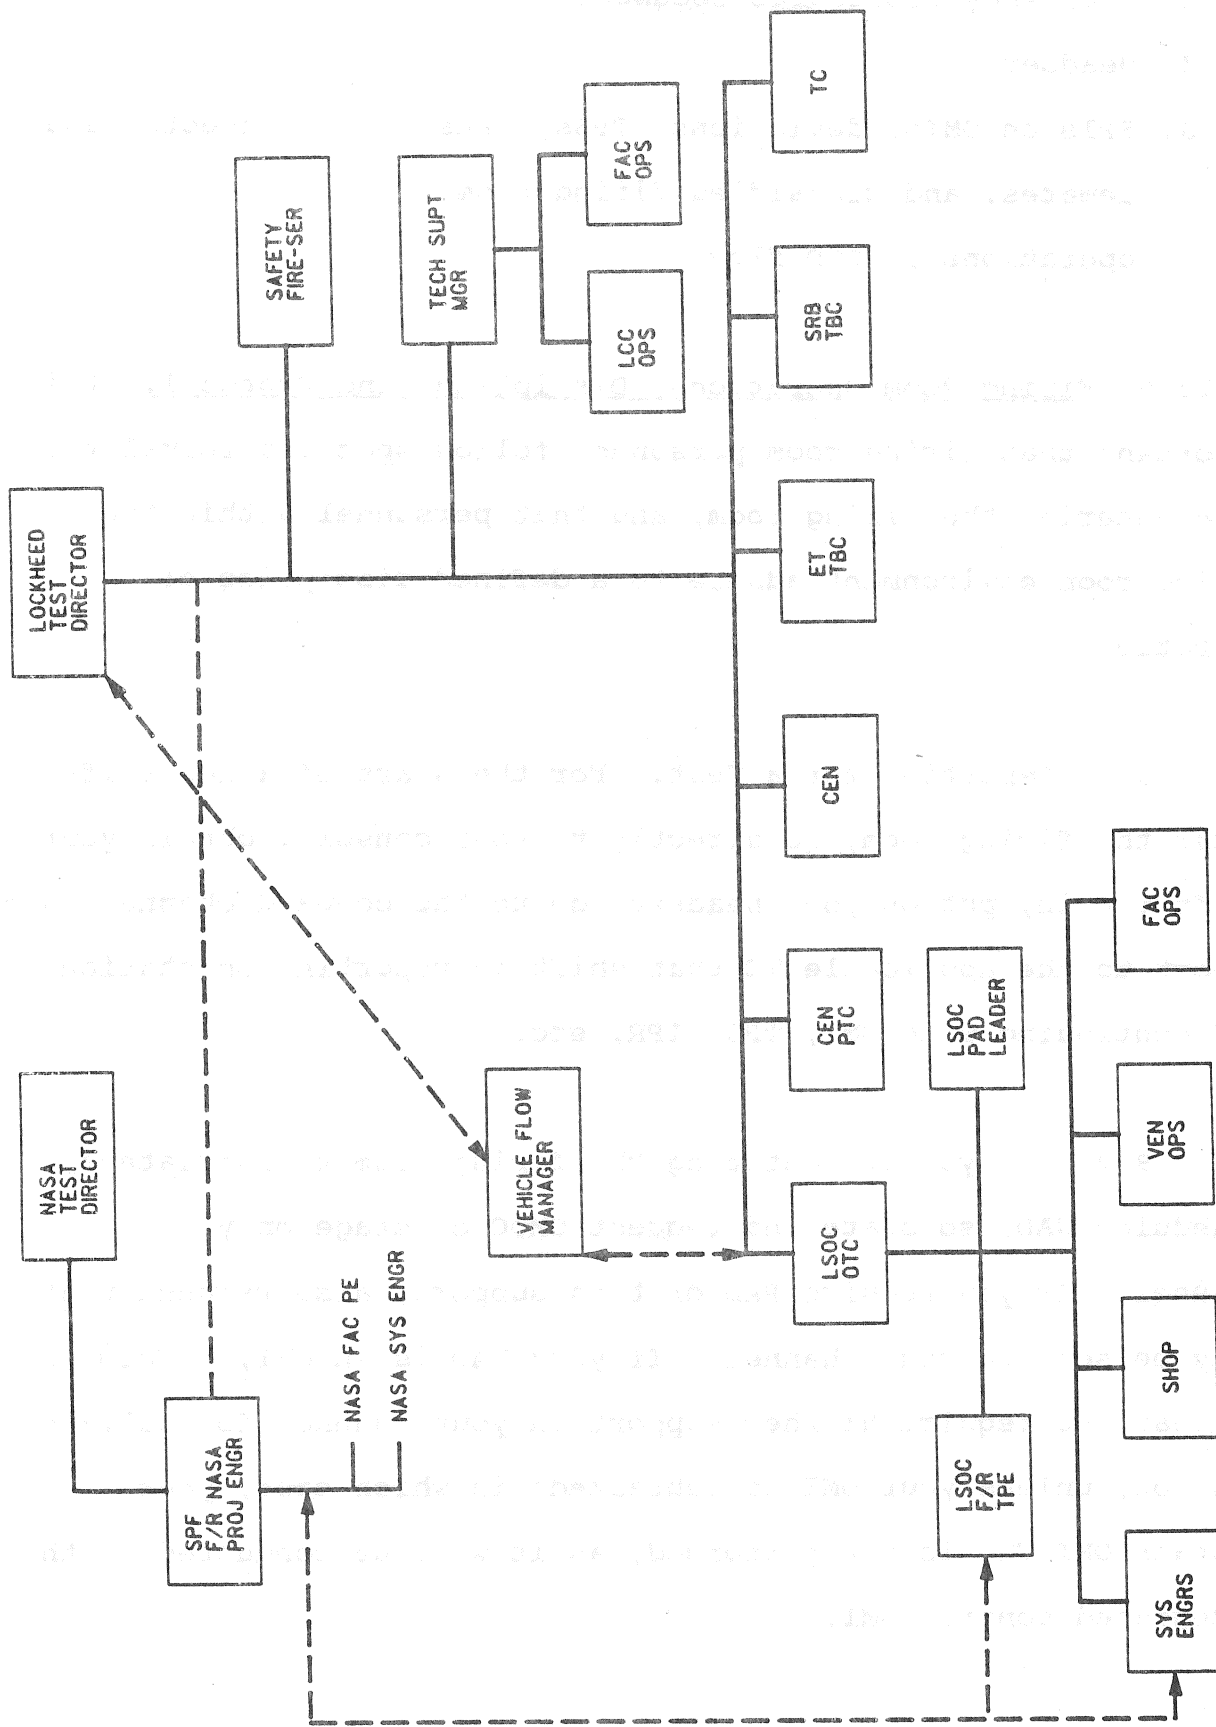 NASA
TEST
DIRECTOR
LOCKHEED
TEST
DIRECTOR
SPF
F/R NASA
PROJ ENGR
NASA FAC PE
NASA SYS ENGR
SAFETY
FIRE-SER
VEHICLE FLOW
MANAGER
TECH SUPT
MGR
LCC
OPS
FAC
OPS
LSOC
OTC
CEN
PTC
CEN
ET
TBC
SRB
TBC
TC
LSOC
F/R
TPE
LSOC
PAD
LEADER
SYS
ENGRS
SHOP
VEN
OPS
FAC
OPS